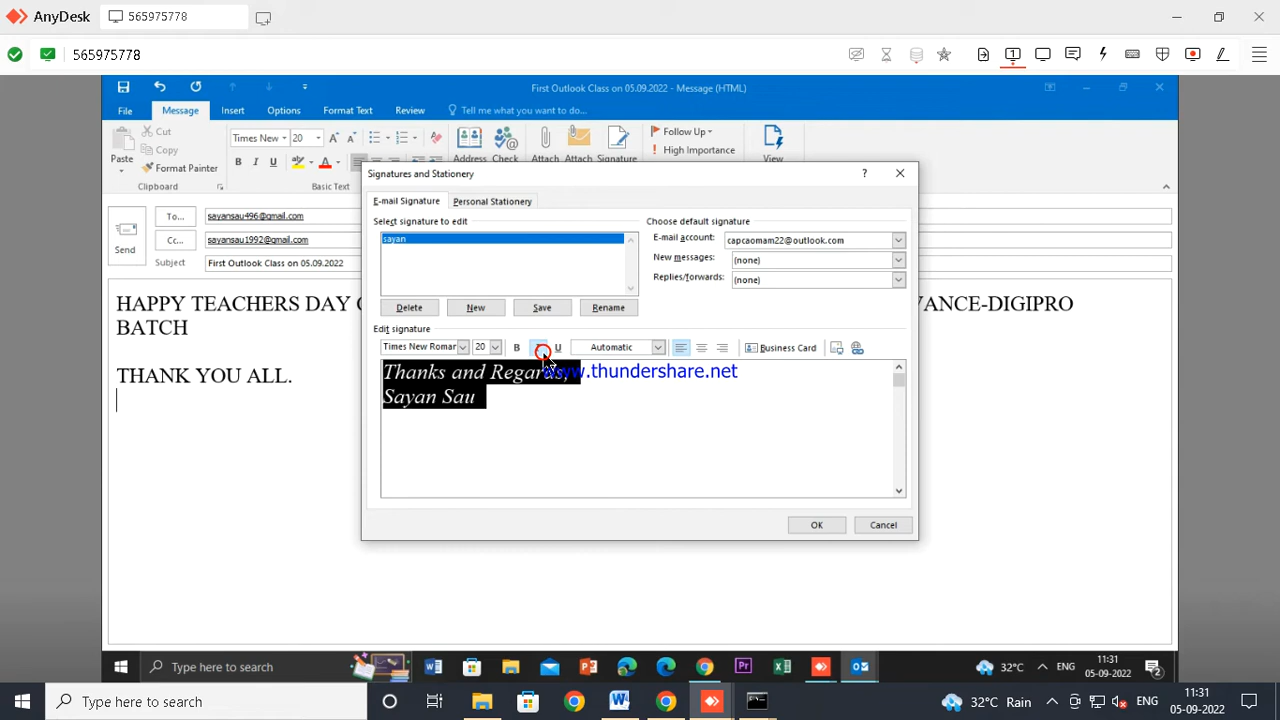 AnyDesk
565975778
565975778
First Outlook Class on 05.09.2022 - Message (HTML)
File Message Insert Options Format Text Review Tell me what you want to do...
Cut
Copy
Format Painter
Paste
Clipboard
Times New 20
B I U
Basic Text
Address Check Attach Attach Signature
Follow Up
High Importance
View
Send
To... sayansau496@gmail.com
Cc... sayansau1992@gmail.com
Subject First Outlook Class on 05.09.2022
HAPPY TEACHERS DAY VANCE-DIGIPRO
BATCH
THANK YOU ALL.
Signatures and Stationery
E-mail Signature Personal Stationery
Select signature to edit
sayan
Delete New Save Rename
Choose default signature
E-mail account: capcaomam22@outlook.com
New messages: (none)
Replies/forwards: (none)
Edit signature
Times New Romar 20 B U Automatic Business Card
Thanks and Regards,
Sayan Sau
www.thundershare.net
OK Cancel
Type here to search
32°C ENG 11:31
05-09-2022
2
Type here to search
32°C Rain ENG 11:31
05-09-2022